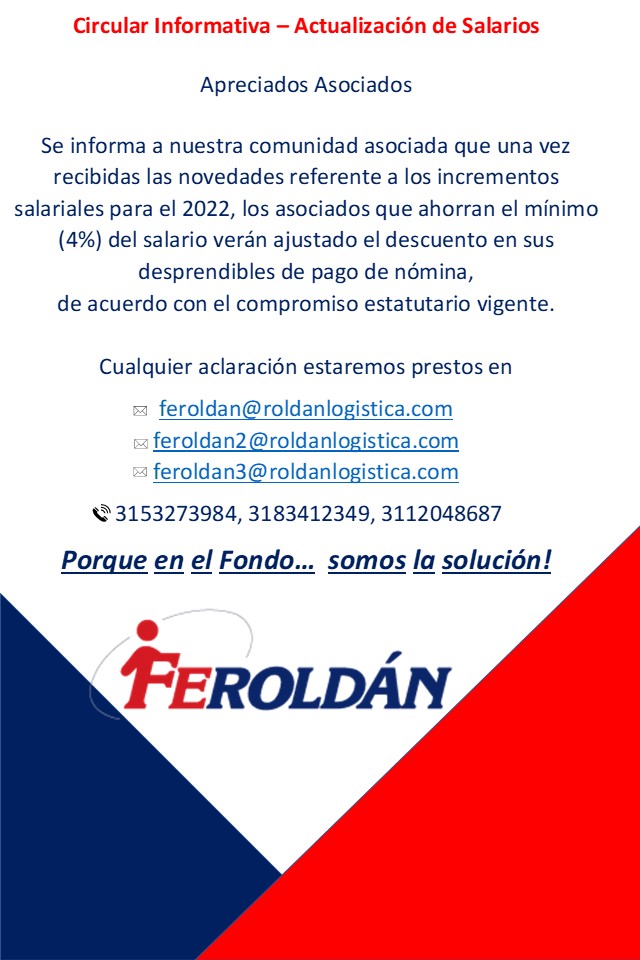 Circular Informativa – Actualización de Salarios
Apreciados Asociados
Se informa a nuestra comunidad asociada que una vez
recibidas las novedades referente a los incrementos
salariales para el 2022, los asociados que ahorran el mínimo
(4%) del salario verán ajustado el descuento en sus
desprendibles de pago de nómina,
de acuerdo con el compromiso estatutario vigente.
Cualquier aclaración estaremos prestos en
feroldan@roldanlogistica.com
feroldan2@roldanlogistica.com
feroldan3@roldanlogistica.com
3153273984, 3183412349, 3112048687
Porque en el Fondo... somos la solución!
FEROLDÁN